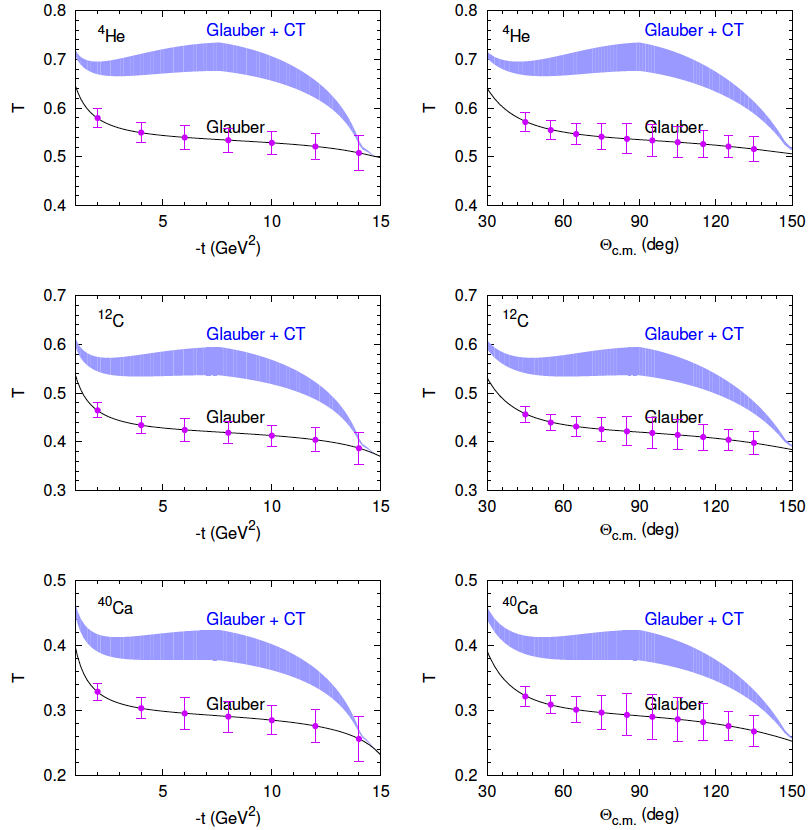 0.8
0.7
0.6
0.5
0.4
T
⁴He
Glauber + CT
Glauber
5
10
15
-t (GeV²)
0.8
0.7
0.6
0.5
0.4
T
⁴He
Glauber + CT
Glauber
30
60
90
120
150
Θc.m. (deg)
0.7
0.6
0.5
0.4
0.3
T
¹²C
Glauber + CT
Glauber
5
10
15
-t (GeV²)
0.7
0.6
0.5
0.4
0.3
T
¹²C
Glauber + CT
Glauber
30
60
90
120
150
Θc.m. (deg)
0.5
0.4
0.3
0.2
T
⁴⁰Ca
Glauber + CT
Glauber
5
10
15
-t (GeV²)
0.5
0.4
0.3
0.2
T
⁴⁰Ca
Glauber + CT
Glauber
30
60
90
120
150
Θc.m. (deg)